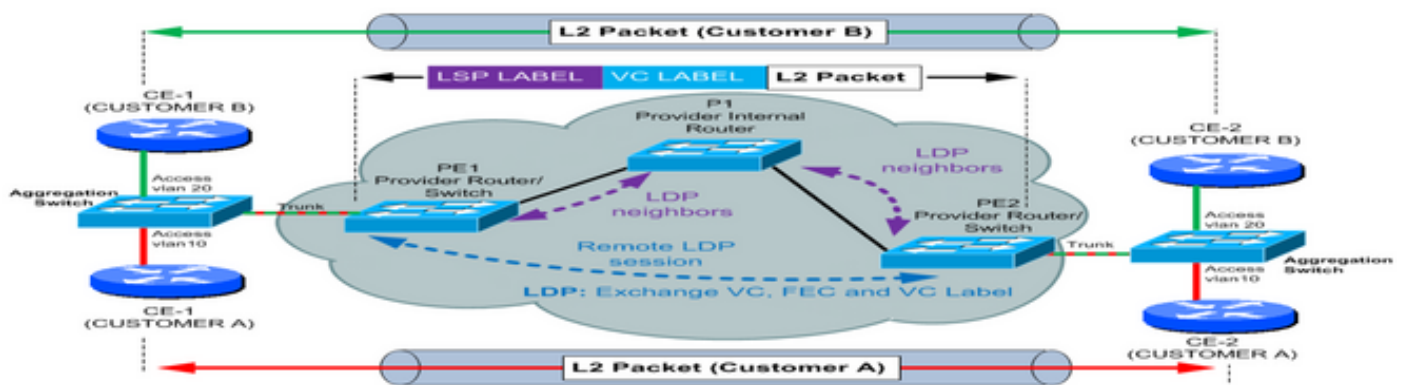 L2 Packet (Customer B)
LSP LABEL VC LABEL L2 Packet
CE-1
(CUSTOMER B)
P1
Provider Internal
Router
CE-2
(CUSTOMER B)
Access
vlan 20
Aggregation
Switch
Trunk
Access
vlan10
PE1
Provider Router/
Switch
LDP
neighbors
LDP
neighbors
PE2
Provider Router/
Switch
Remote LDP
session
LDP: Exchange VC, FEC and VC Label
Trunk
Access
vlan 20
Aggregation
Switch
Access
vlan10
CE-1
(CUSTOMER A)
CE-2
(CUSTOMER A)
L2 Packet (Customer A)